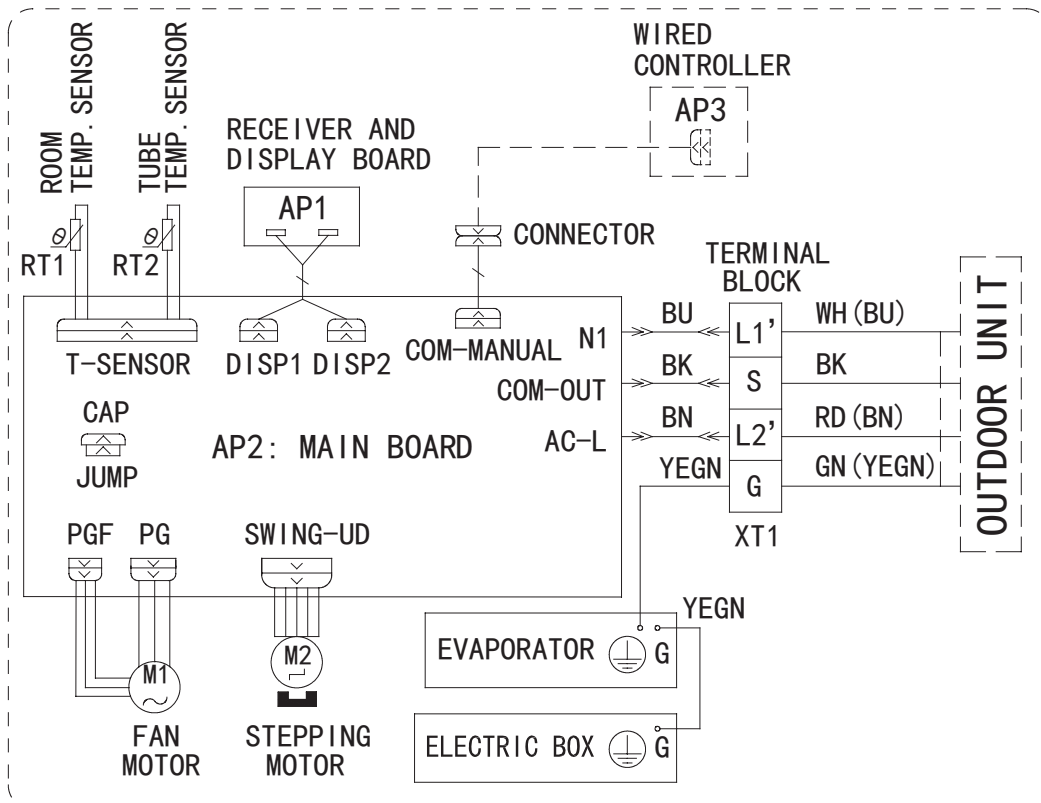 ROOM
TEMP. SENSOR
TUBE
TEMP. SENSOR
RT1
RT2
RECEIVER AND
DISPLAY BOARD
AP1
WIRED
CONTROLLER
AP3
CONNECTOR
TERMINAL
BLOCK
T-SENSOR
DISP1
DISP2
COM-MANUAL
N1
BU
L1'
WH(BU)
COM-OUT
BK
S
BK
AC-L
BN
L2'
RD(BN)
YEGN
G
GN(YEGN)
XT1
OUTDOOR UNIT
CAP
JUMP
AP2: MAIN BOARD
PGF
PG
SWING-UD
M1
FAN
MOTOR
M2
STEPPING
MOTOR
YEGN
EVAPORATOR
G
ELECTRIC BOX
G